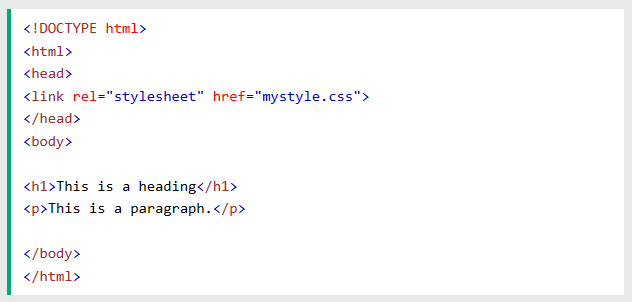 <!DOCTYPE html>
<html>
<head>
<link rel="stylesheet" href="mystyle.css">
</head>
<body>
<h1>This is a heading</h1>
<p>This is a paragraph.</p>
</body>
</html>